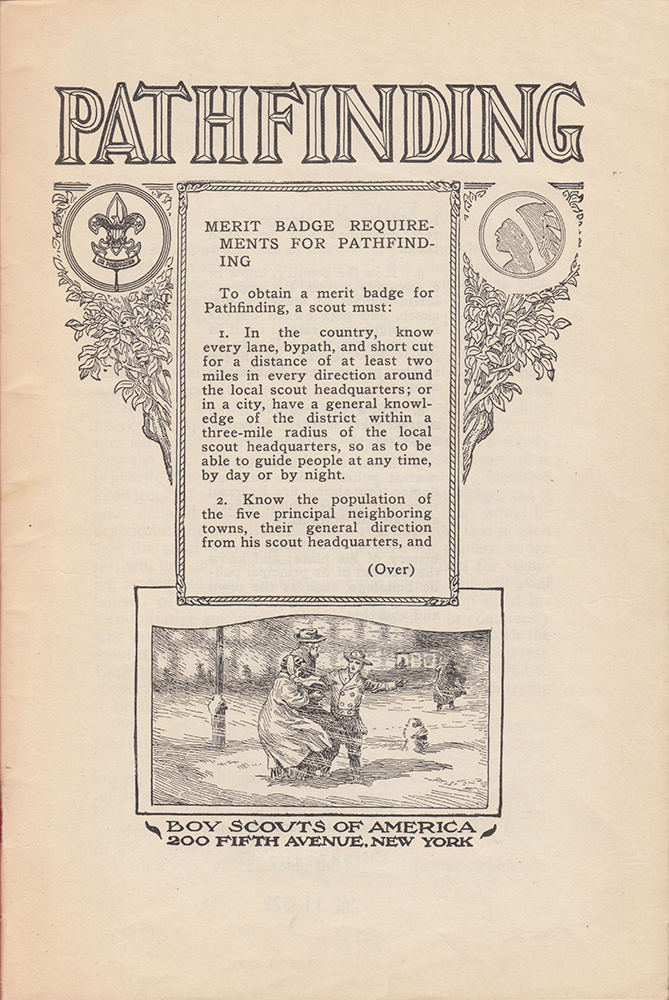 PATHFINDING
MERIT BADGE REQUIRE-
MENTS FOR PATHFIND-
ING
To obtain a merit badge for
Pathfinding, a scout must:
1. In the country, know
every lane, bypath, and short cut
for a distance of at least two
miles in every direction around
the local scout headquarters; or
in a city, have a general knowl-
edge of the district within a
three-mile radius of the local
scout headquarters, so as to be
able to guide people at any time,
by day or by night.
2. Know the population of
the five principal neighboring
towns, their general direction
from his scout headquarters, and
(Over)
BOY SCOVTS OF AMERICA
200 FIFTH AVENUE, NEW YORK